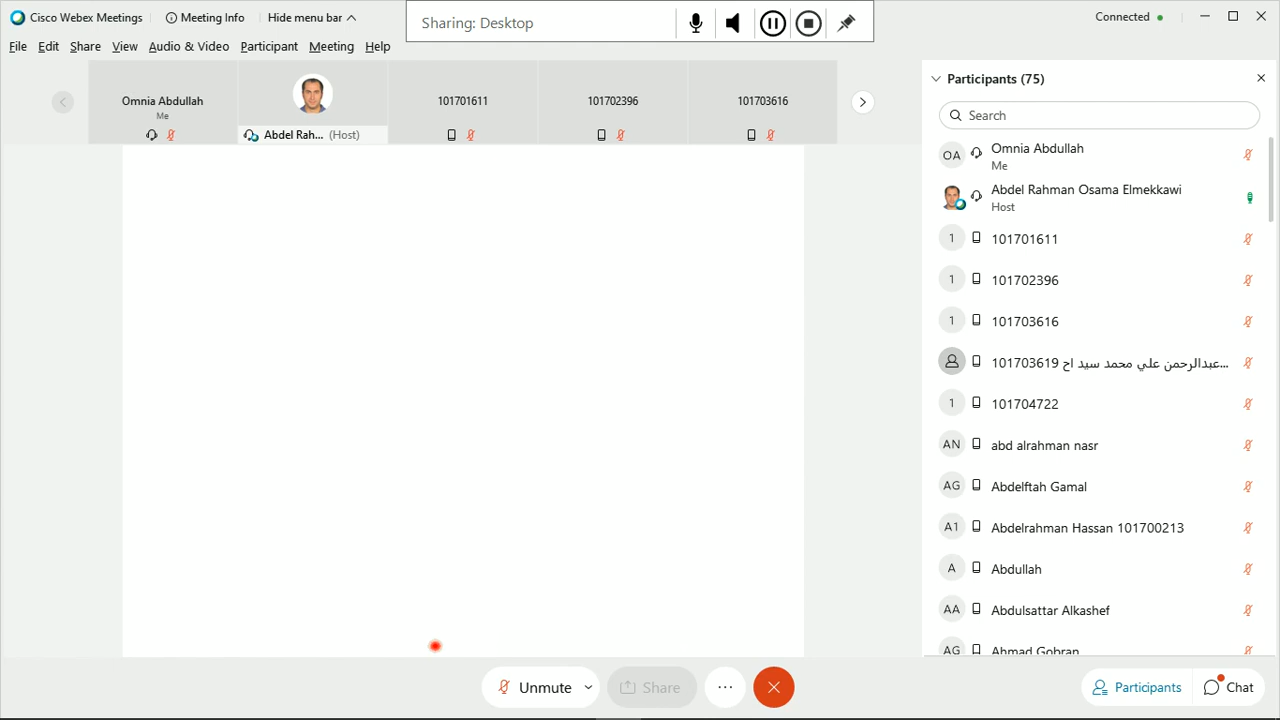 Cisco Webex Meetings
Meeting Info
Hide menu bar
Sharing: Desktop
Connected
File Edit Share View Audio & Video Participant Meeting Help
Omnia Abdullah
Me
Abdel Rah... (Host)
101701611
101702396
101703616
Participants (75)
Search
OA Omnia Abdullah
Me
Abdel Rahman Osama Elmekkawi
Host
1 101701611
1 101702396
1 101703616
101703619 عبدالرحمن علي محمد سيد اح...
1 101704722
AN abd alrahman nasr
AG Abdelftah Gamal
A1 Abdelrahman Hassan 101700213
A Abdullah
AA Abdulsattar Alkashef
AG Ahmad Gobran
Unmute
Share
Participants
Chat